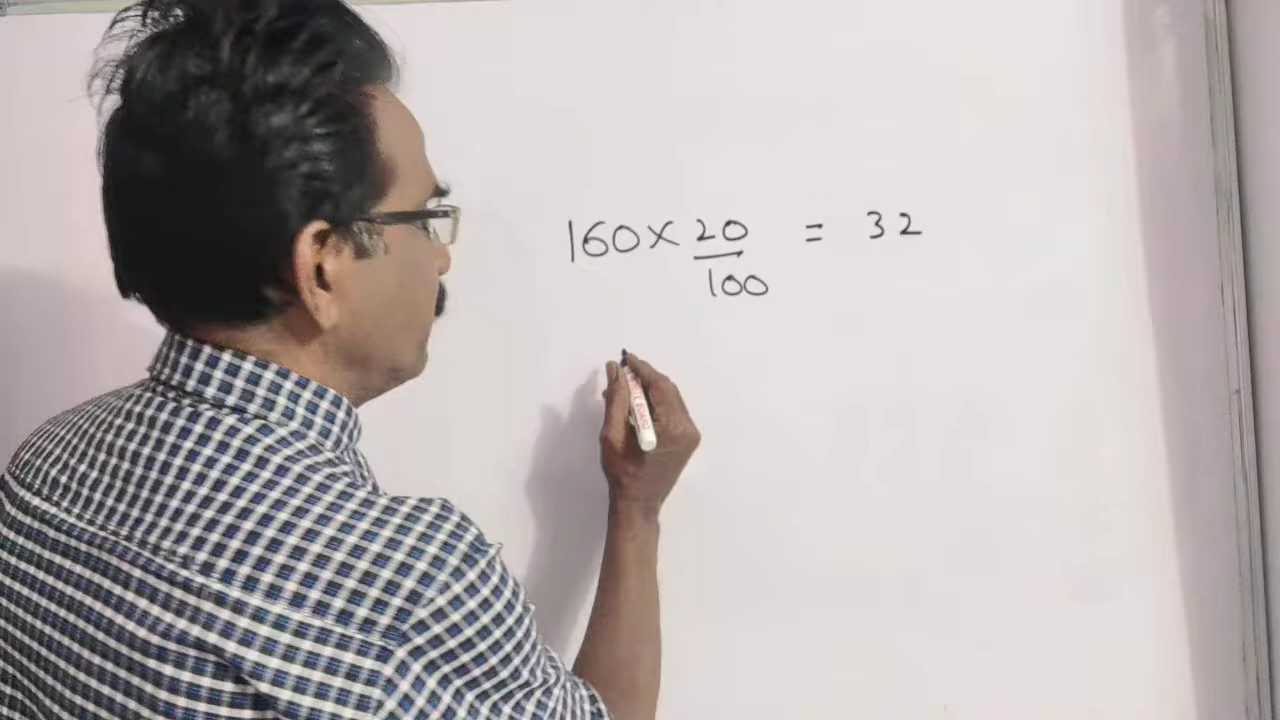 160 × 20/100 = 32